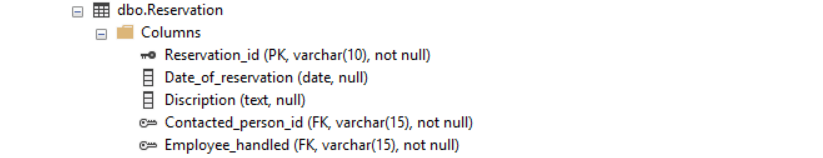 dbo.Reservation
Columns
Reservation_id (PK, varchar(10), not null)
Date_of_reservation (date, null)
Discription (text, null)
Contacted_person_id (FK, varchar(15), not null)
Employee_handled (FK, varchar(15), not null)